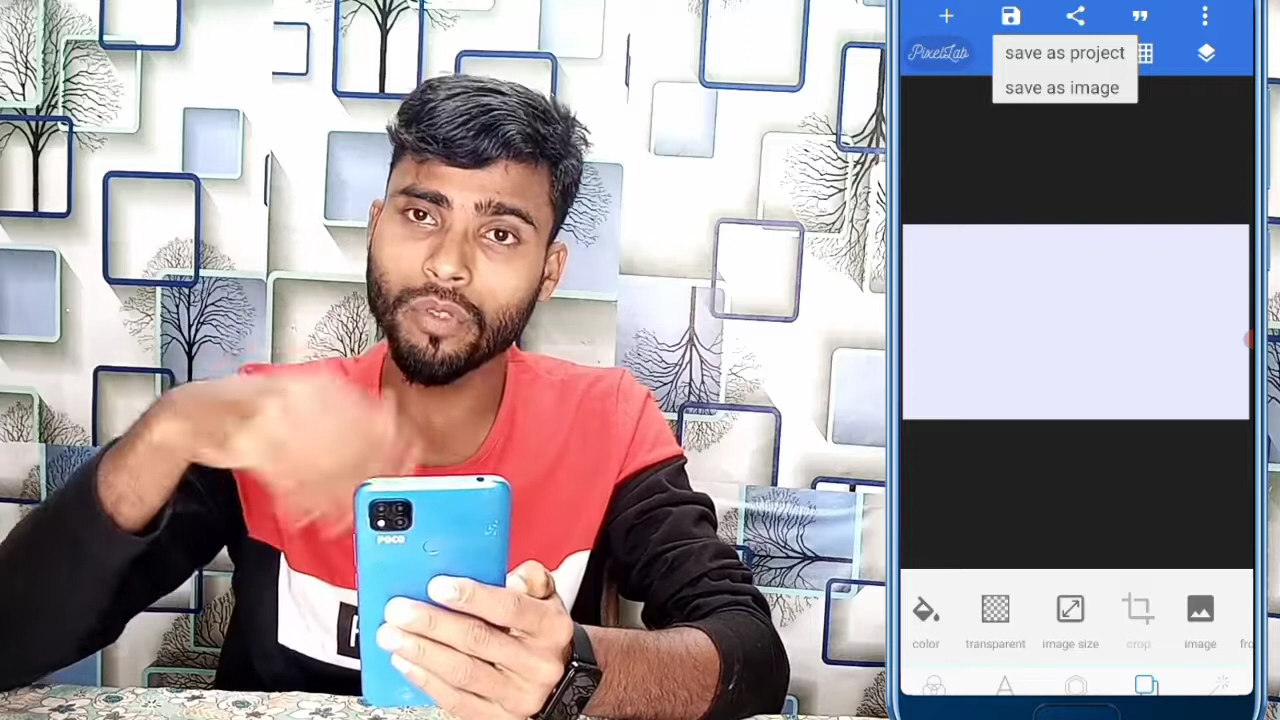 PixelLab
save as project
save as image
color
transparent
image size
crop
image
POCO